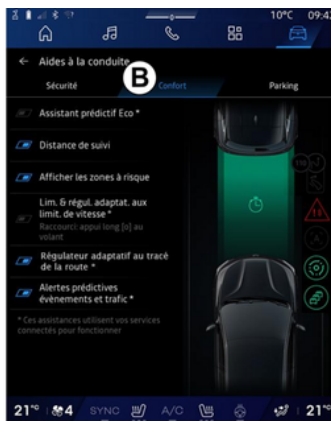 10°C 09:43
← Aides à la conduite
Sécurité
B
Confort
Parking
Assistant prédictif Eco *
Distance de suivi
Afficher les zones à risque
Lim. & régul. adaptat. aux
limit. de vitesse *
Raccourci: appui long [o] au
volant
Régulateur adaptatif au tracé
de la route *
Alertes prédictives
évènements et trafic *
* Ces assistances utilisent vos services
connectés pour fonctionner
110
21°° 4 SYNC A/C 21°